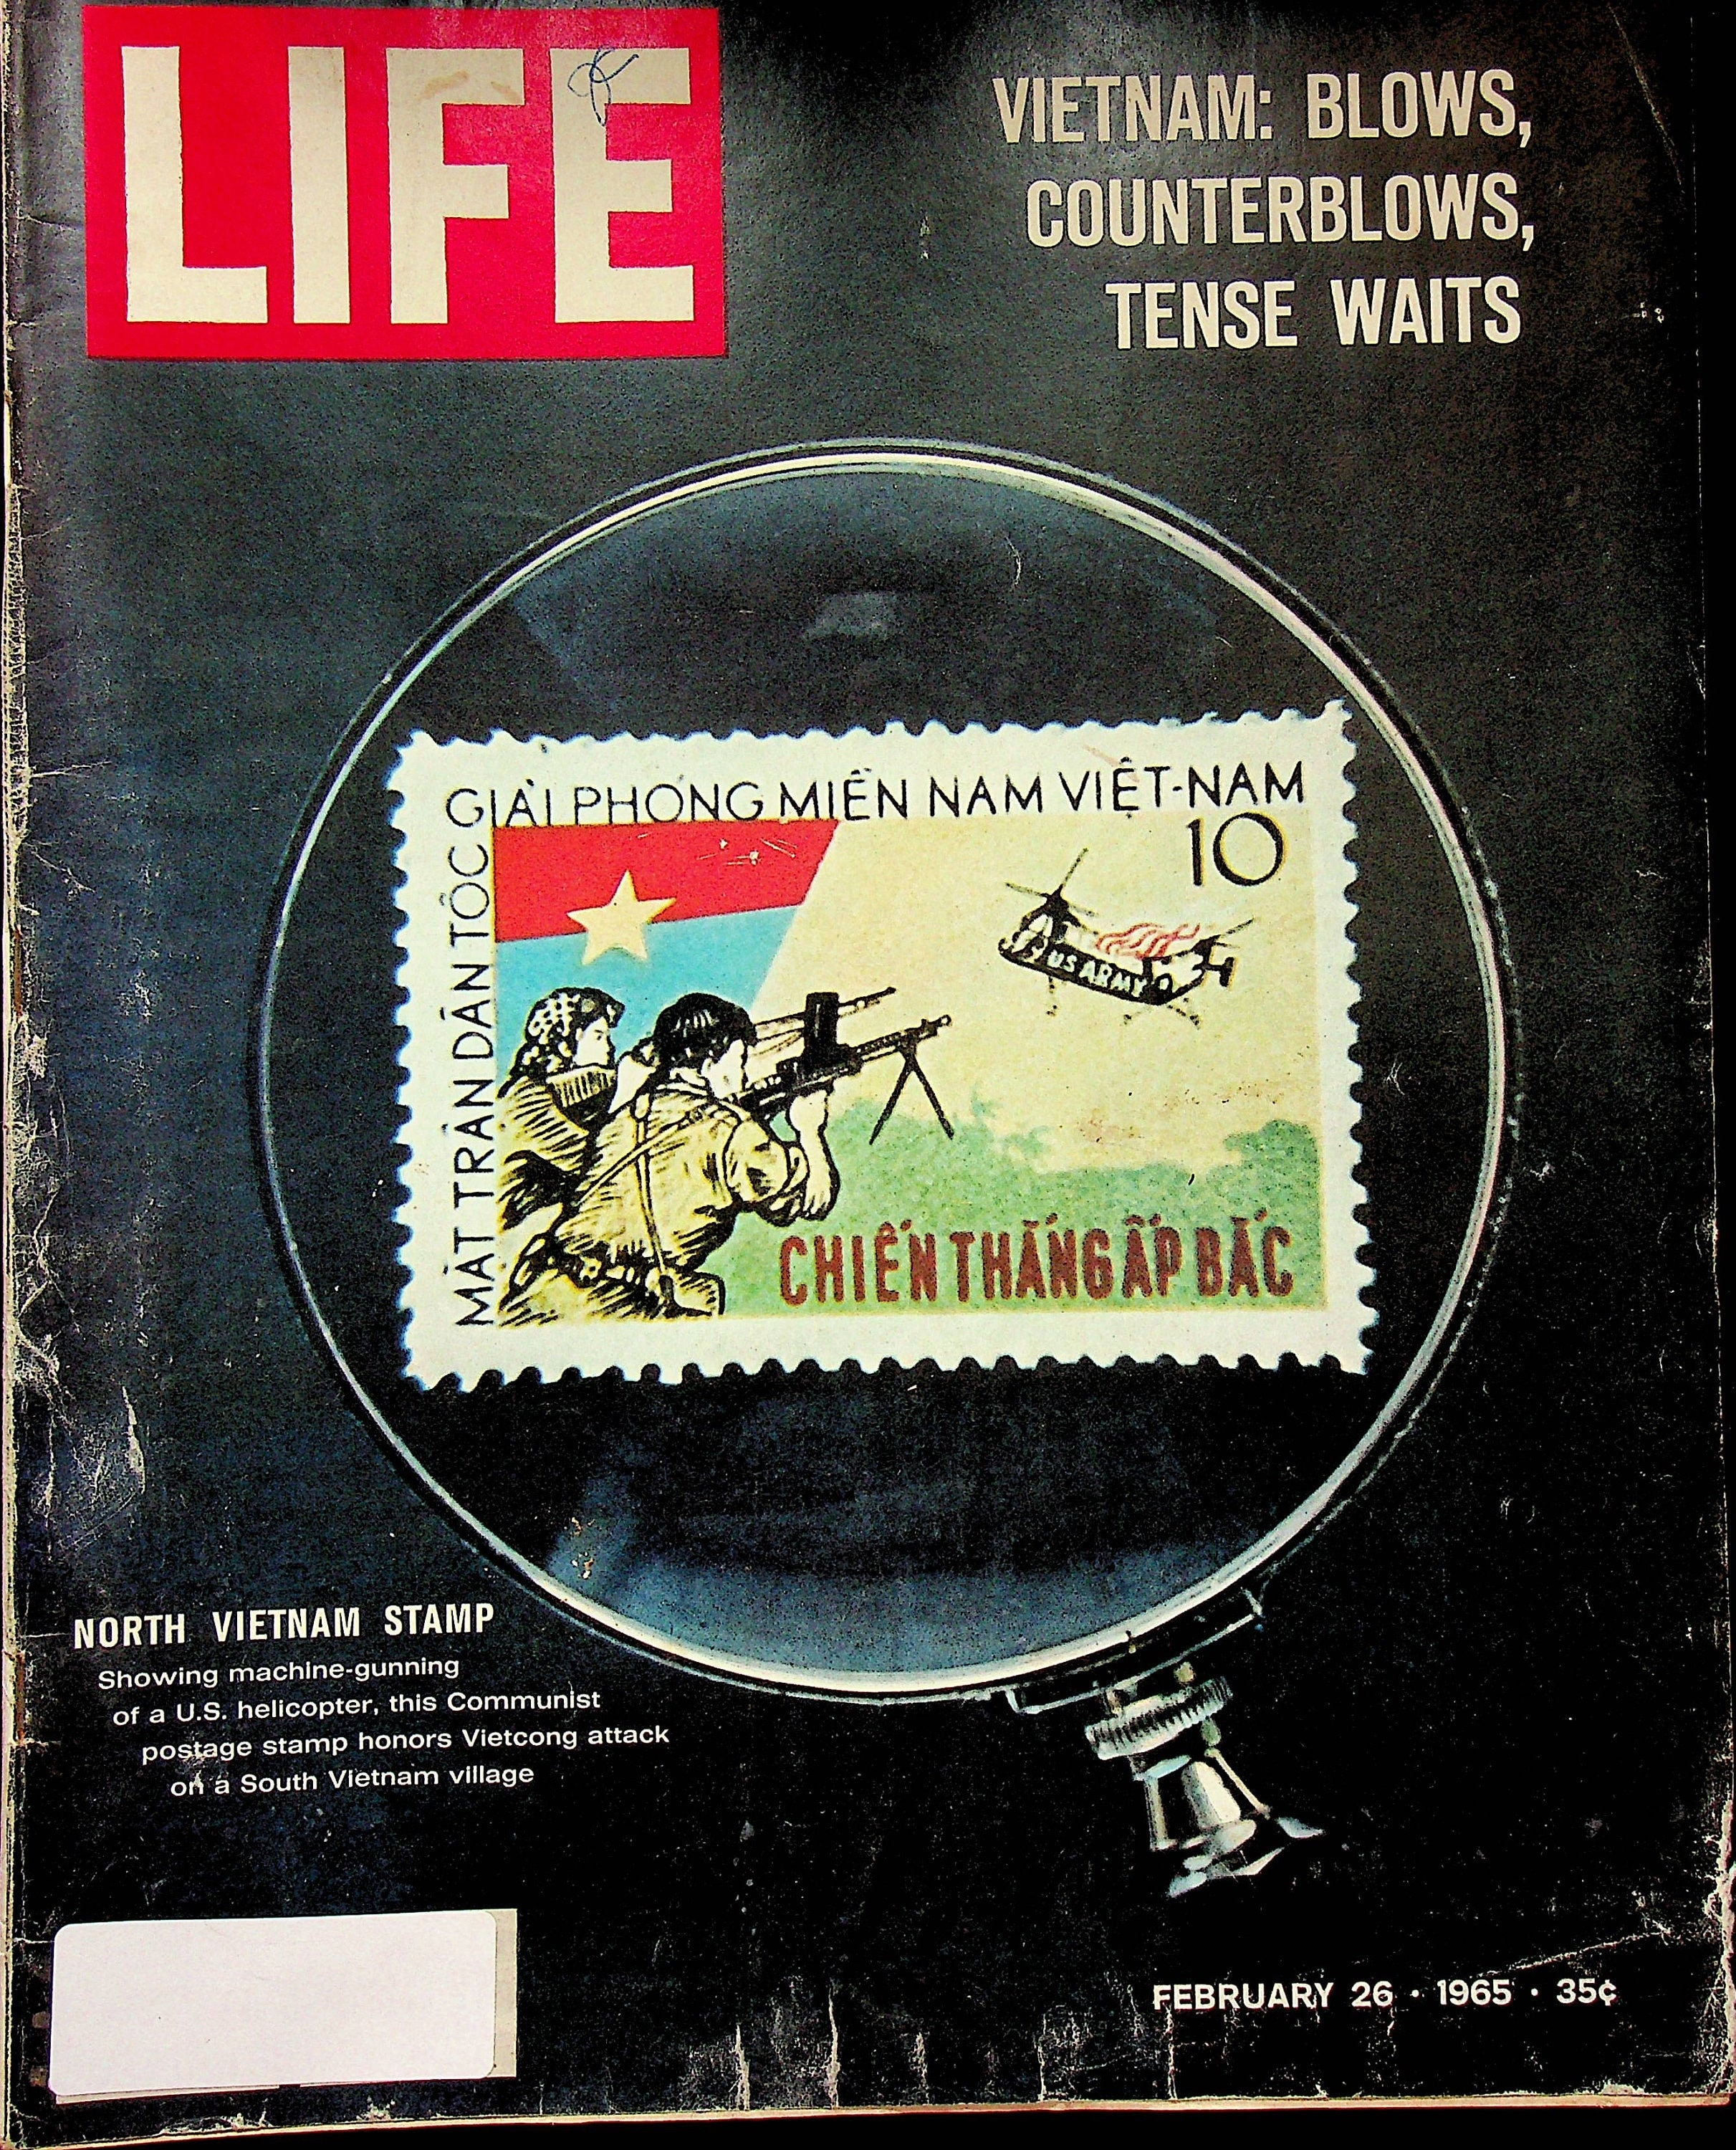 LIFE
VIETNAM: BLOWS,
COUNTERBLOWS,
TENSE WAITS
GIẢI PHÓNG MIỀN NAM VIỆT-NAM
MẶT TRẬN DÂN TỘC
10
US ARMY
CHIẾN THẮNG ẤP BẮC
NORTH VIETNAM STAMP
Showing machine-gunning
of a U.S. helicopter, this Communist
postage stamp honors Vietcong attack
on a South Vietnam village
FEBRUARY 26 · 1965 · 35¢